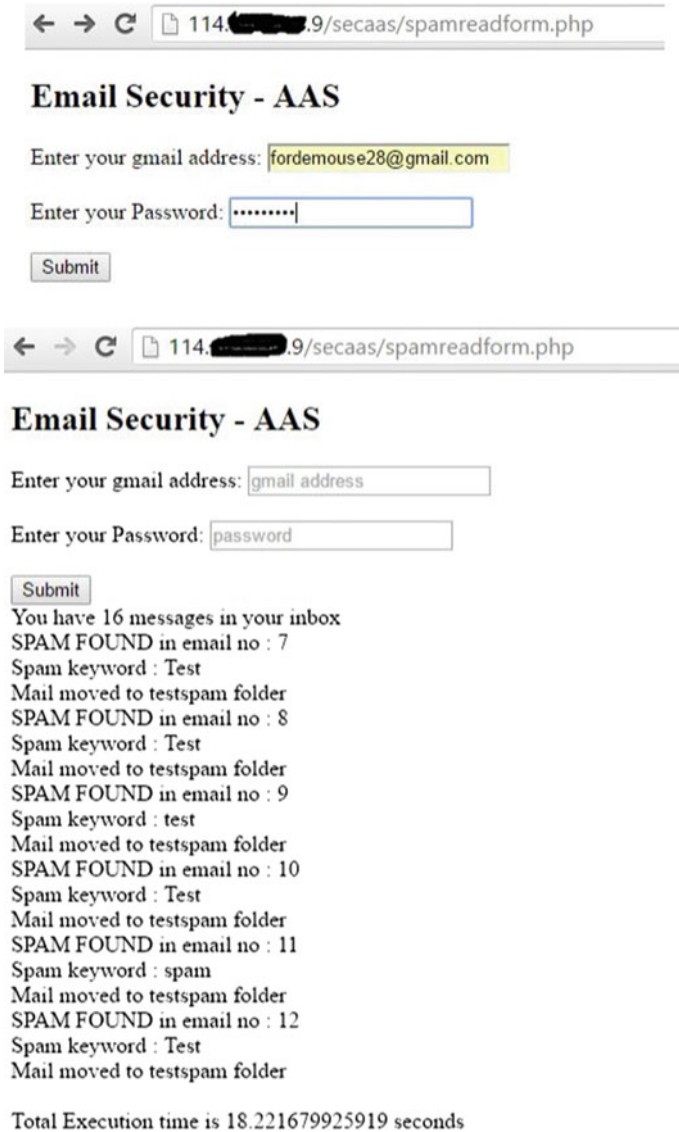 114. .9/secaas/spamreadform.php
Email Security - AAS
Enter your gmail address: fordemouse28@gmail.com
Enter your Password: •••••••••
Submit
114. .9/secaas/spamreadform.php
Email Security - AAS
Enter your gmail address: gmail address
Enter your Password: password
Submit
You have 16 messages in your inbox
SPAM FOUND in email no : 7
Spam keyword : Test
Mail moved to testspam folder
SPAM FOUND in email no : 8
Spam keyword : Test
Mail moved to testspam folder
SPAM FOUND in email no : 9
Spam keyword : test
Mail moved to testspam folder
SPAM FOUND in email no : 10
Spam keyword : Test
Mail moved to testspam folder
SPAM FOUND in email no : 11
Spam keyword : spam
Mail moved to testspam folder
SPAM FOUND in email no : 12
Spam keyword : Test
Mail moved to testspam folder
Total Execution time is 18.221679925919 seconds